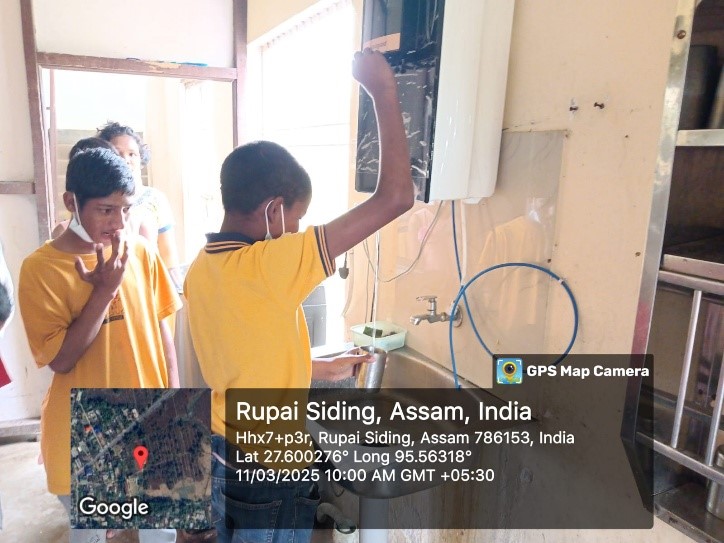 GPS Map Camera
Rupai Siding, Assam, India
Hhx7+p3r, Rupai Siding, Assam 786153, India
Lat 27.600276° Long 95.56318°
11/03/2025 10:00 AM GMT +05:30
Google